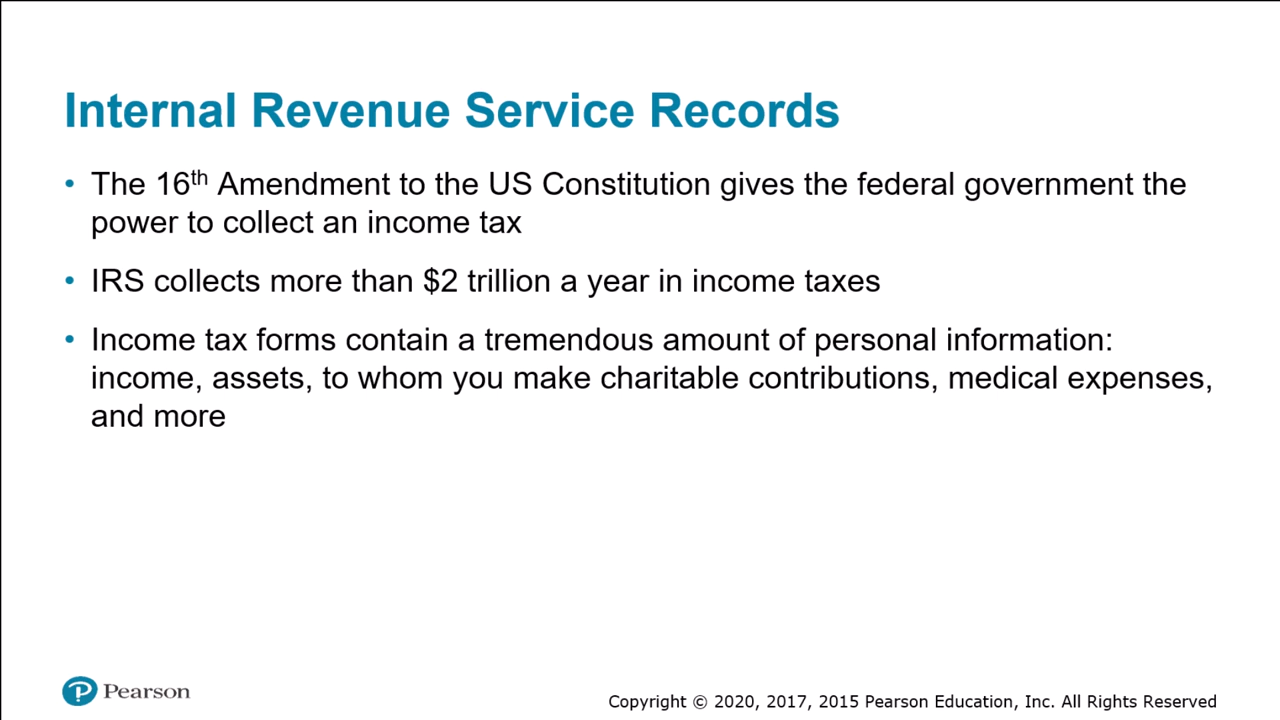 Internal Revenue Service Records
• The 16th Amendment to the US Constitution gives the federal government the
power to collect an income tax
• IRS collects more than $2 trillion a year in income taxes
• Income tax forms contain a tremendous amount of personal information:
income, assets, to whom you make charitable contributions, medical expenses,
and more
Pearson
Copyright © 2020, 2017, 2015 Pearson Education, Inc. All Rights Reserved